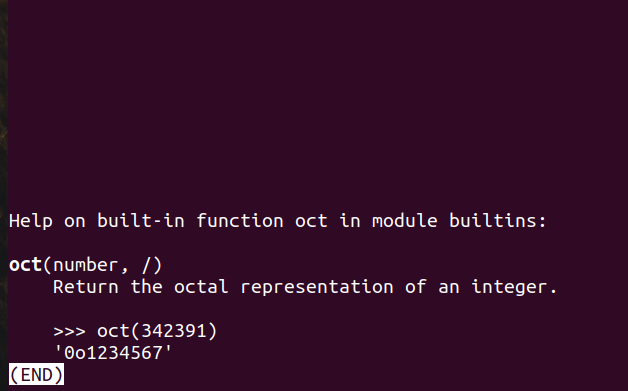 Help on built-in function oct in module builtins:
oct(number, /)
Return the octal representation of an integer.
>>> oct(342391)
'0o1234567'
(END)